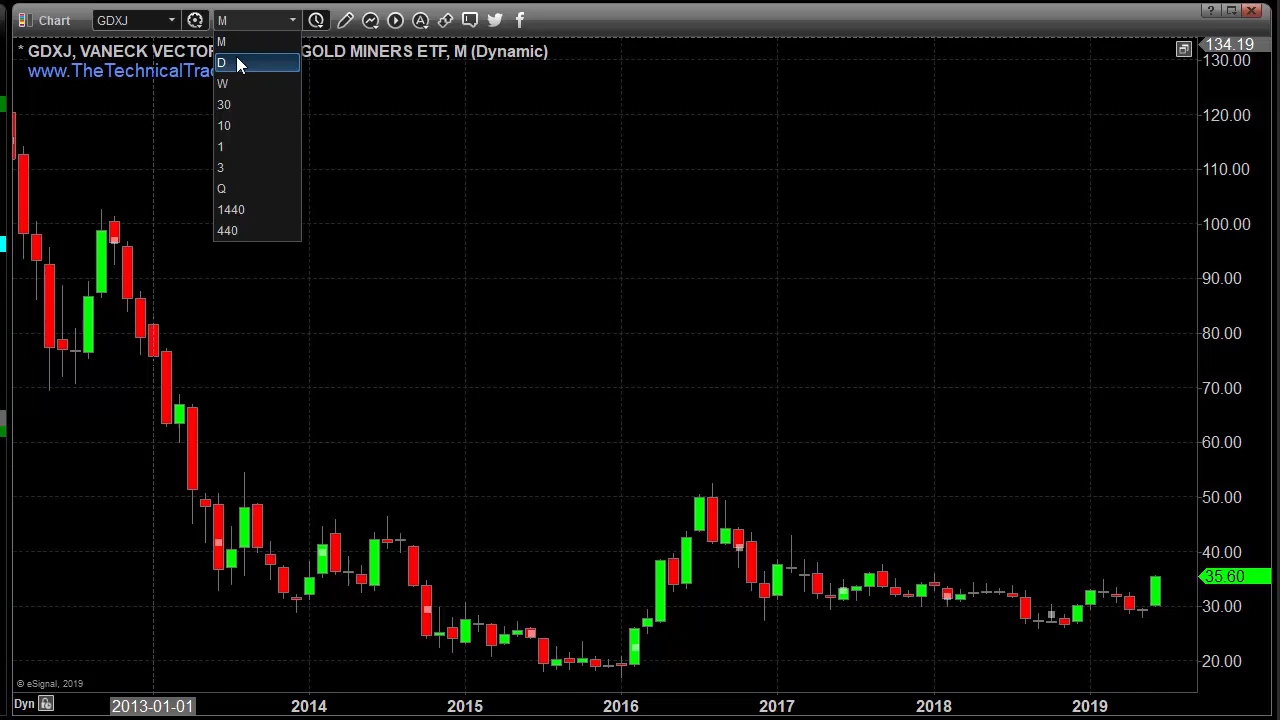 Chart GDXJ M
* GDXJ, VANECK VECTOR GOLD MINERS ETF, M (Dynamic)
www.TheTechnicalTra
M
D
W
30
10
1
3
Q
1440
440
134.19
130.00
120.00
110.00
100.00
90.00
80.00
70.00
60.00
50.00
40.00
35.60
30.00
20.00
© eSignal, 2019
Dyn 2013-01-01 2014 2015 2016 2017 2018 2019